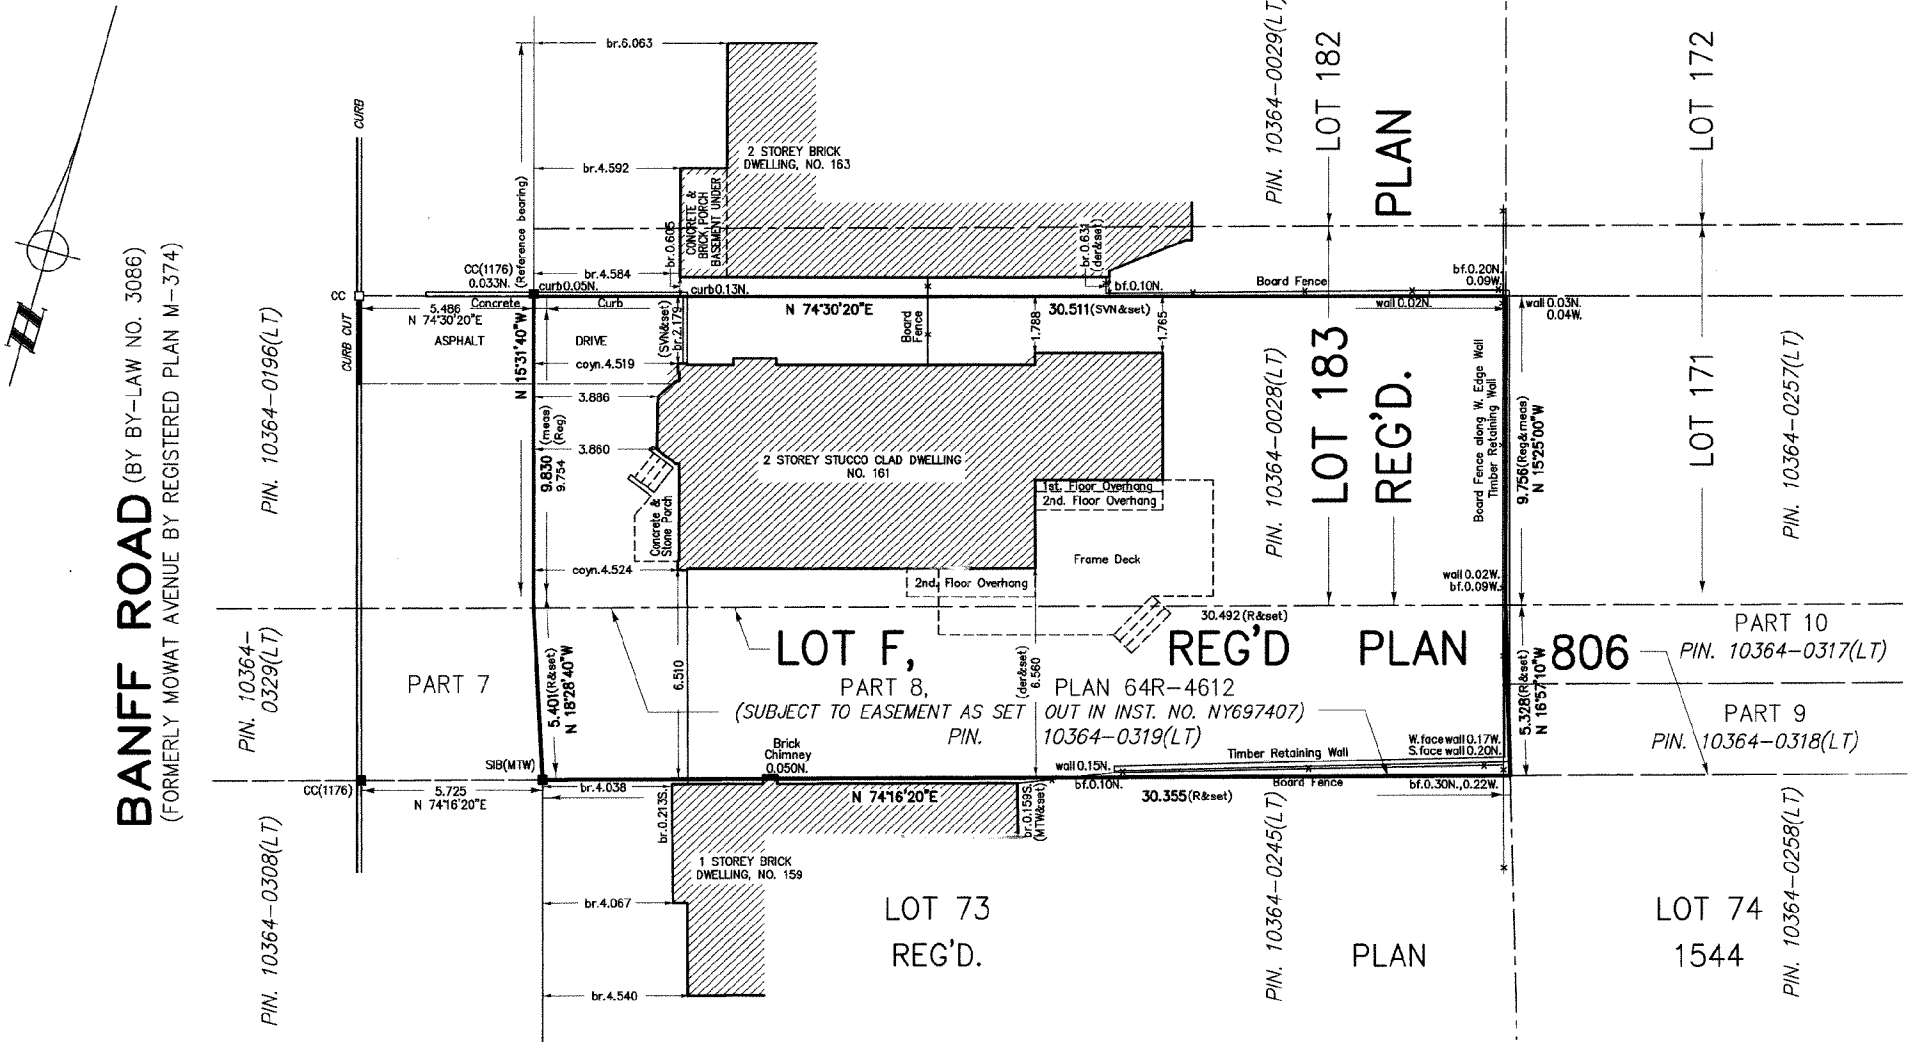 BANFF ROAD (BY BY-LAW NO. 3086)
(FORMERLY MOWAT AVENUE BY REGISTERED PLAN M-374)
PIN. 10364-0196(LT)
PIN. 10364-
0329(LT)
PIN. 10364-0308(LT)
CURB
CURB CUT
CC
5.486
N 74°30'20"E
ASPHALT
DRIVE
CC(1176)
0.033N.
Concrete
Curb
curb0.05N.
curb0.13N.
(Reference bearing)
N 15°31'40"W
br.6.063
br.4.592
br.4.584
br.0.605
CONCRETE &
BRICK PORCH
BASEMENT UNDER
2 STOREY BRICK
DWELLING, NO. 163
br.0.631
(der&set)
bf.0.10N.
Board Fence
bf.0.20N.
0.09W.
wall 0.02N.
wall 0.03N.
0.04W.
N 74°30'20"E
30.511(SVN&set)
(SVN&set)
br.2.179
Board
Fence
1.788
1.765
coyn.4.519
3.886
3.860
9.830 (meas)
9.754 (Reg)
2 STOREY STUCCO CLAD DWELLING
NO. 161
Concrete &
Stone Porch
coyn.4.524
1st. Floor Overhang
2nd. Floor Overhang
Frame Deck
2nd. Floor Overhang
PIN. 10364-0029(LT)
LOT 182
PLAN
LOT 172
PIN. 10364-0028(LT)
LOT 183
REG'D.
Board Fence along W. Edge Wall
Timber Retaining Wall
9.756(Reg&meas)
N 15°25'00"W
LOT 171
PIN. 10364-0257(LT)
wall 0.02W.
bf.0.09W.
30.492 (R&set)
LOT F, REG'D PLAN 806
PART 10
PIN. 10364-0317(LT)
PART 7
5.401(R&set)
N 18°28'40"W
6.510
(der&set)
6.560
PART 8, PLAN 64R-4612
(SUBJECT TO EASEMENT AS SET OUT IN INST. NO. NY697407)
PIN. 10364-0319(LT)
5.328(R&set)
N 16°57'10"W
PART 9
PIN. 10364-0318(LT)
SIB(MTW)
Brick
Chimney
0.050N.
Timber Retaining Wall
W. face wall 0.17W.
S. face wall 0.20N.
wall 0.15N.
bf.0.10N.
Board Fence
bf.0.30N.,0.22W.
CC(1176)
5.725
N 74°16'20"E
br.4.038
br.0.213S.
N 74°16'20"E
br.0.159S.
(MTW&set)
30.355(R&set)
1 STOREY BRICK
DWELLING, NO. 159
br.4.067
br.4.540
LOT 73
REG'D.
PIN. 10364-0245(LT)
PLAN
LOT 74
1544
PIN. 10364-0258(LT)